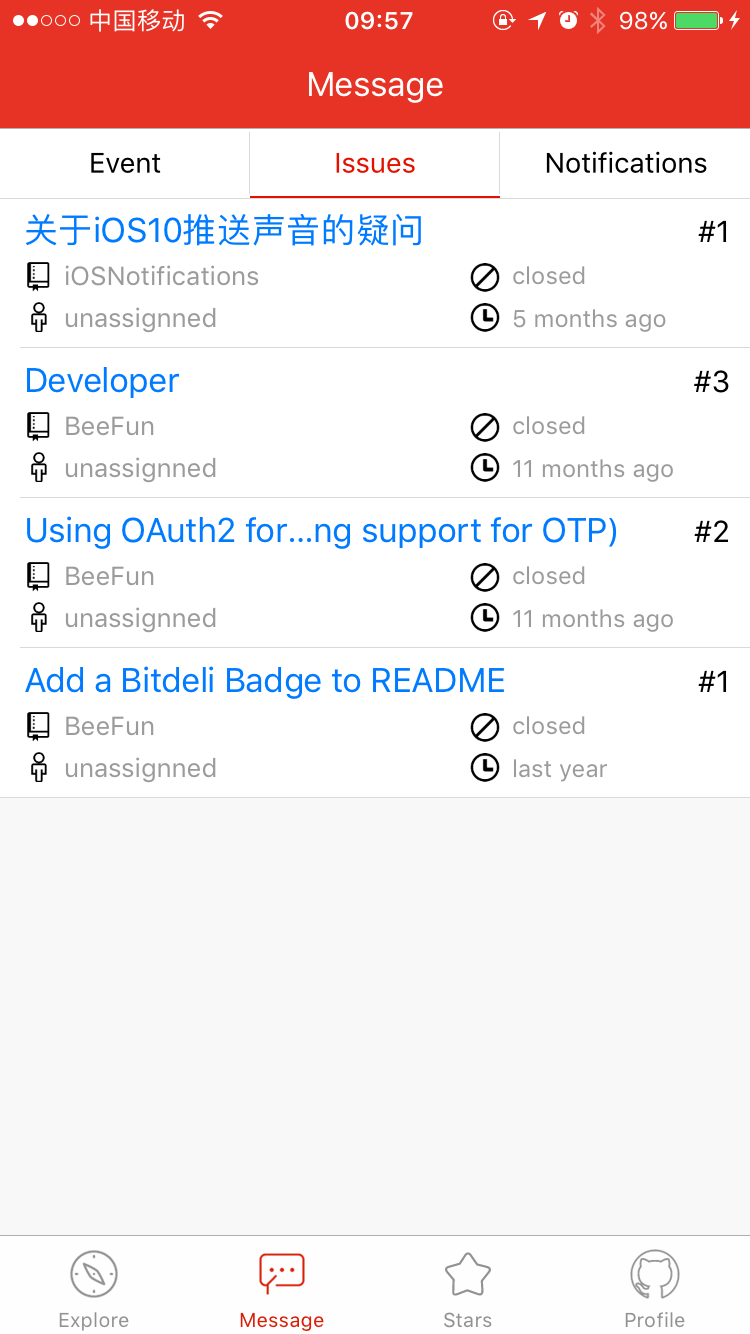 中国移动 09:57 98%
Message
Event Issues Notifications
关于iOS10推送声音的疑问 #1
iOSNotifications closed
unassignned 5 months ago
Developer #3
BeeFun closed
unassignned 11 months ago
Using OAuth2 for...ng support for OTP) #2
BeeFun closed
unassignned 11 months ago
Add a Bitdeli Badge to README #1
BeeFun closed
unassignned last year
Explore Message Stars Profile